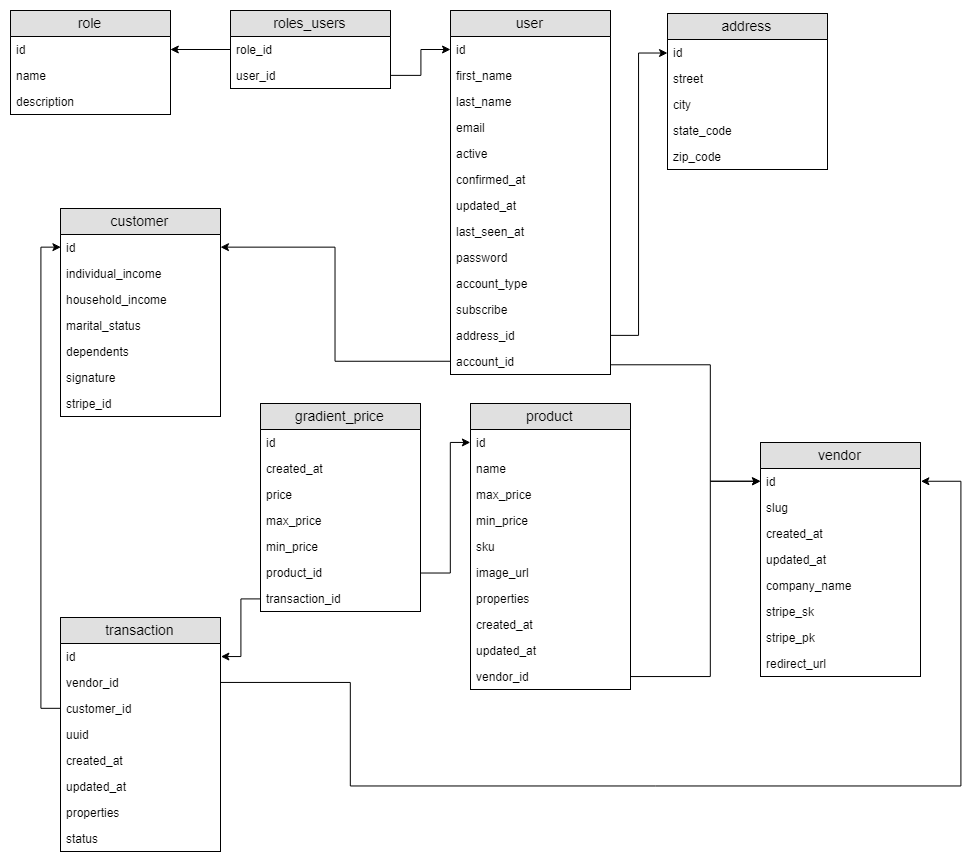 role
id
name
description
roles_users
role_id
user_id
user
id
first_name
last_name
email
active
confirmed_at
updated_at
last_seen_at
password
account_type
subscribe
address_id
account_id
address
id
street
city
state_code
zip_code
customer
id
individual_income
household_income
marital_status
dependents
signature
stripe_id
gradient_price
id
created_at
price
max_price
min_price
product_id
transaction_id
product
id
name
max_price
min_price
sku
image_url
properties
created_at
updated_at
vendor_id
vendor
id
slug
created_at
updated_at
company_name
stripe_sk
stripe_pk
redirect_url
transaction
id
vendor_id
customer_id
uuid
created_at
updated_at
properties
status